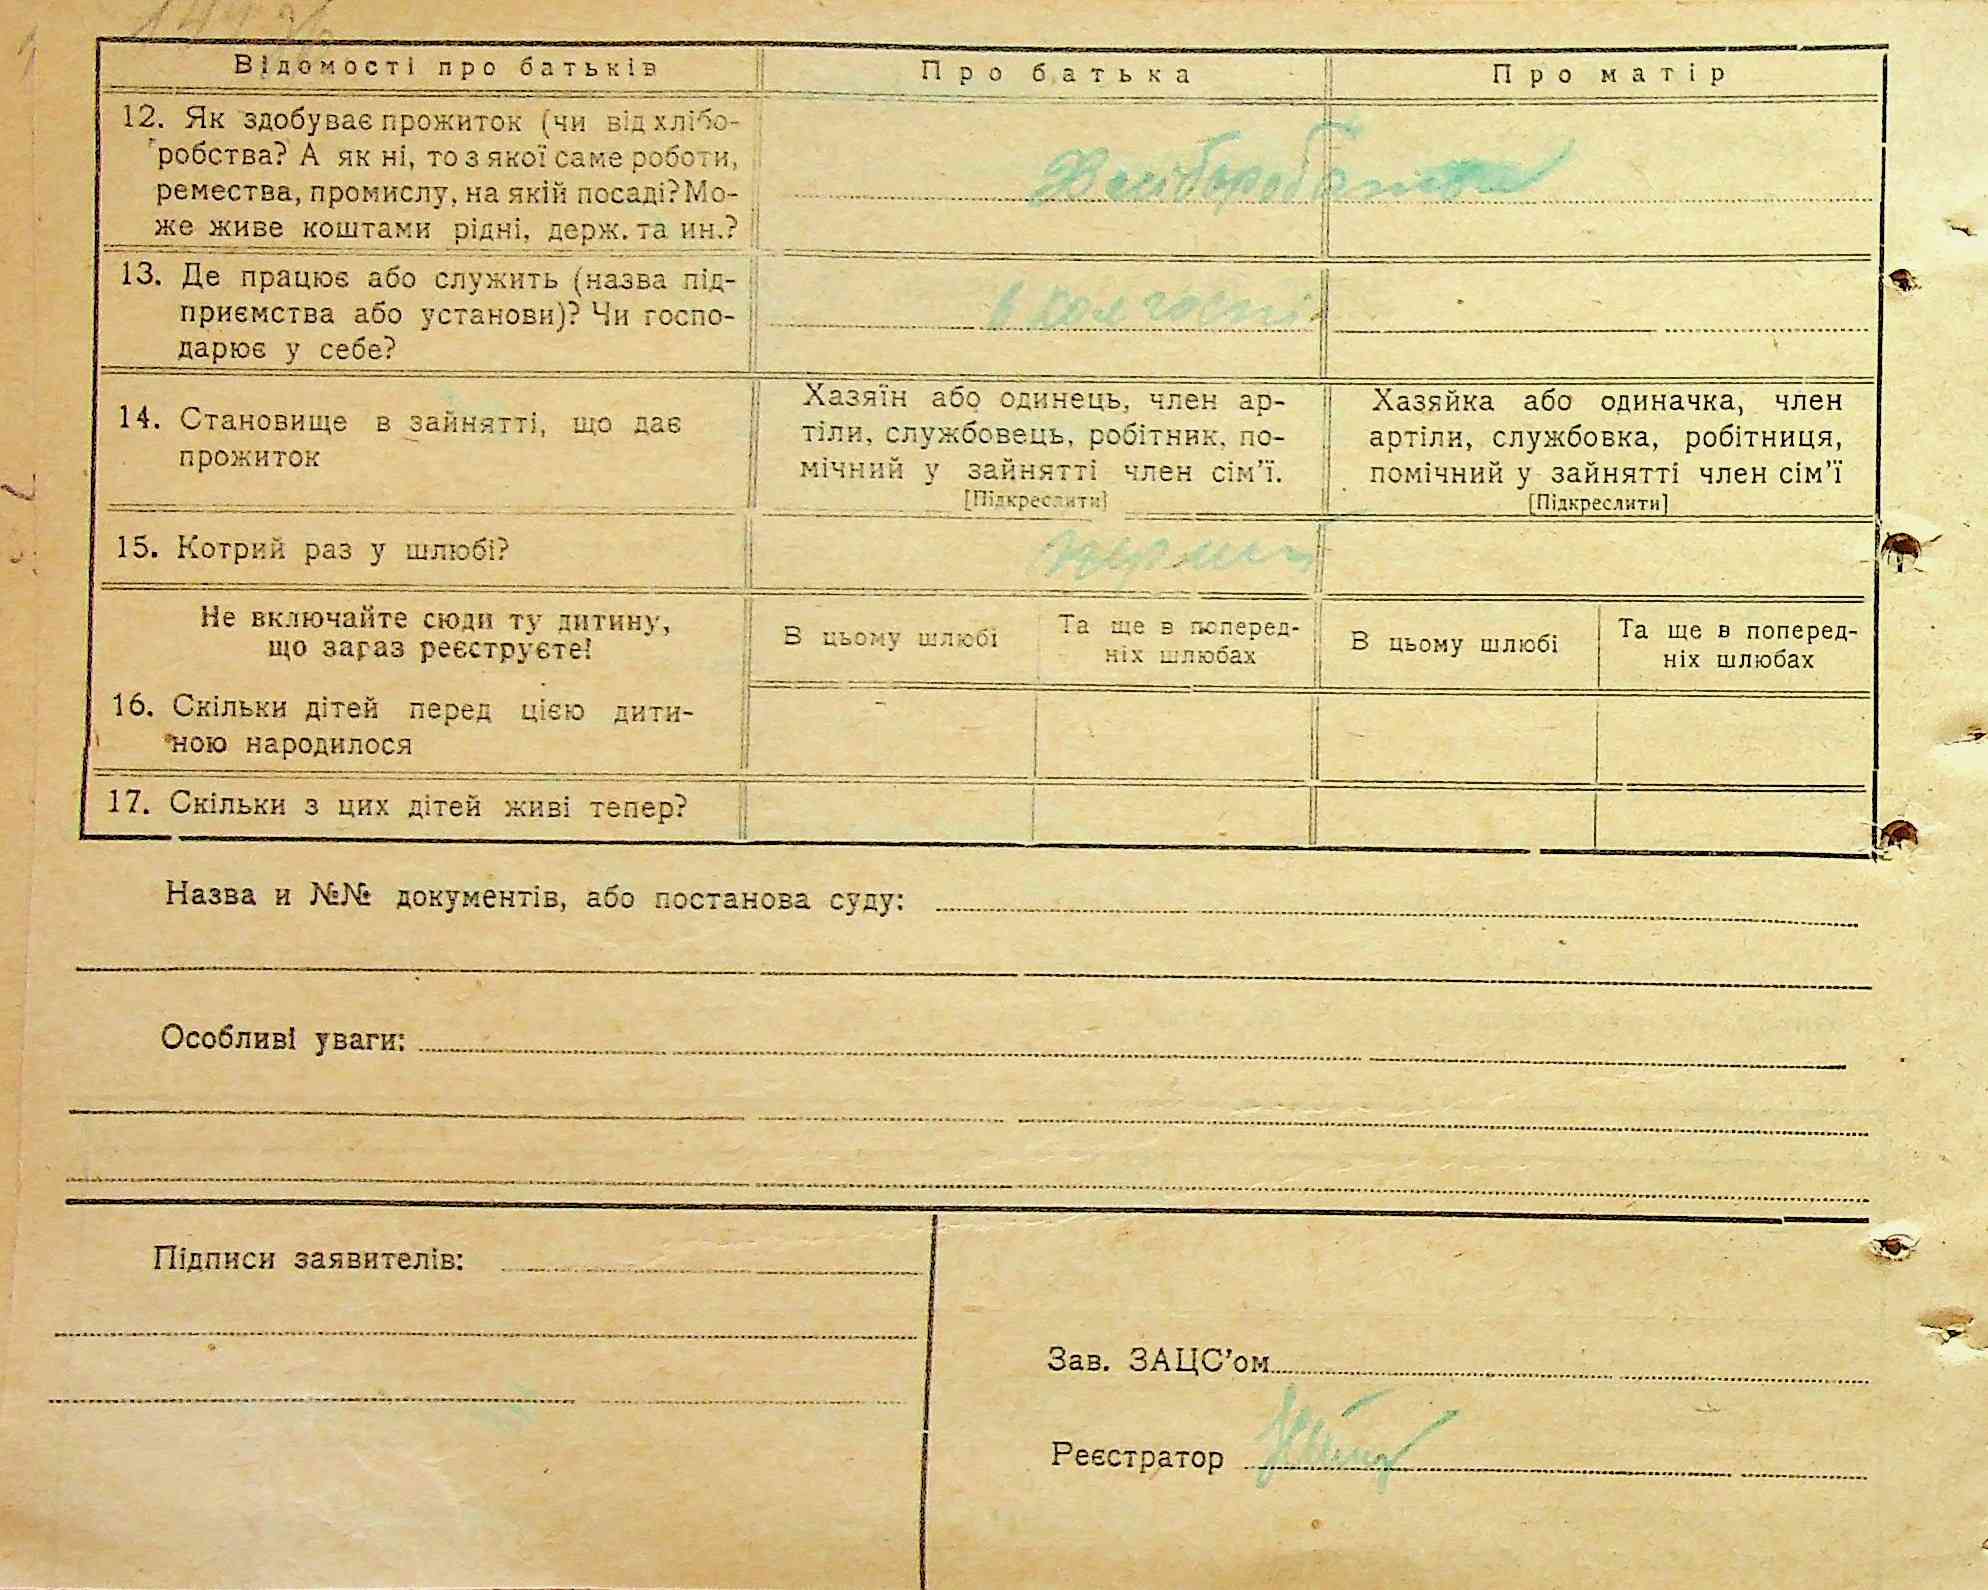 Відомості про батьків Про батька Про матір
12. Як здобуває прожиток (чи від хлібо-
робства? А як ні, то з якої саме роботи,
ремества, промислу, на якій посаді? Мо-
же живе коштами рідні, держ. та ин.?
Хліборобством
13. Де працює або служить (назва під-
приємства або установи)? Чи госпо-
дарює у себе?
в колгоспі
14. Становище в зайнятті, що дає
прожиток
Хазяїн або одинець, член ар-
тіли, службовець, робітник, по-
мічний у зайнятті член сім’ї.
[Підкреслити]
Хазяйка або одиначка, член
артіли, службовка, робітниця,
помічний у зайнятті член сім’ї
[Підкреслити]
15. Котрий раз у шлюбі?
Не включайте сюди ту дитину,
що зараз реєструєте!
В цьому шлюбі
Та ще в поперед-
ніх шлюбах
В цьому шлюбі
Та ще в поперед-
ніх шлюбах
16. Скільки дітей перед цією дити-
ною народилося
17. Скільки з цих дітей живі тепер?
Назва и №№ документів, або постанова суду:
Особливі уваги:
Підписи заявителів:
Зав. ЗАЦС’ом
Реєстратор